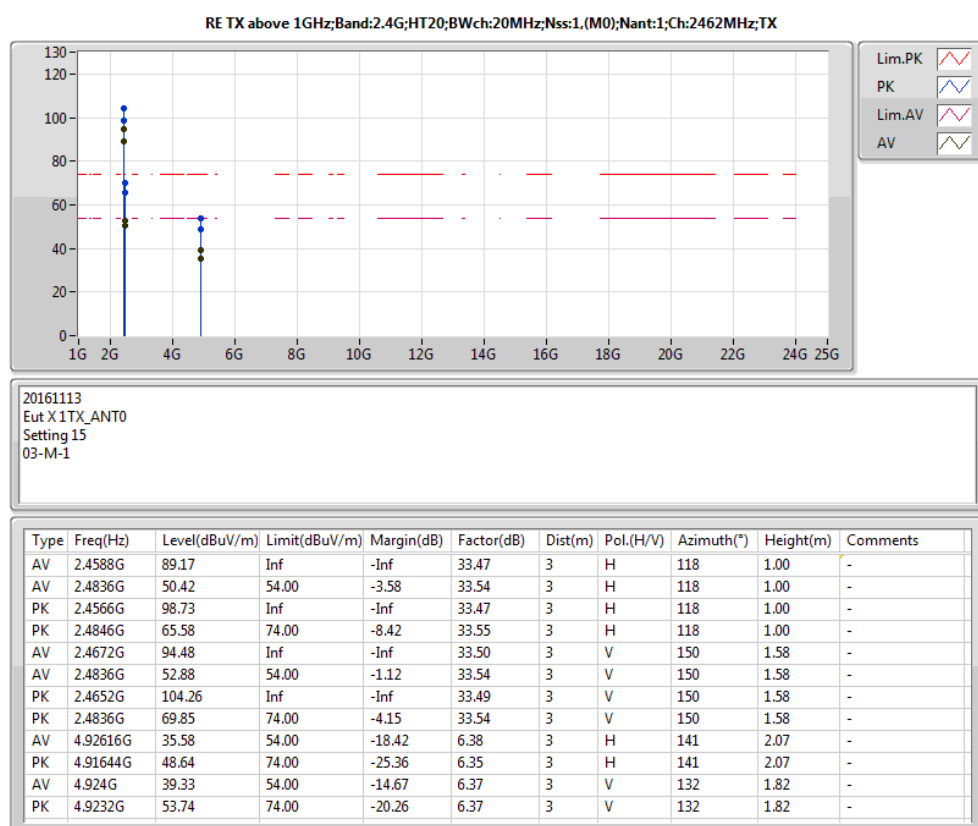 RE TX above 1GHz;Band:2.4G;HT20;BWch:20MHz;Nss:1,(M0);Nant:1;Ch:2462MHz;TX
130
120
100
80
60
40
20
0
1G 2G 4G 6G 8G 10G 12G 14G 16G 18G 20G 22G 24G 25G
Lim.PK
PK
Lim.AV
AV
20161113
Eut X 1TX_ANT0
Setting 15
03-M-1
Type Freq(Hz) Level(dBuV/m) Limit(dBuV/m) Margin(dB) Factor(dB) Dist(m) Pol.(H/V) Azimuth(°) Height(m) Comments
AV 2.4588G 89.17 Inf -Inf 33.47 3 H 118 1.00 -
AV 2.4836G 50.42 54.00 -3.58 33.54 3 H 118 1.00 -
PK 2.4566G 98.73 Inf -Inf 33.47 3 H 118 1.00 -
PK 2.4846G 65.58 74.00 -8.42 33.55 3 H 118 1.00 -
AV 2.4672G 94.48 Inf -Inf 33.50 3 V 150 1.58 -
AV 2.4836G 52.88 54.00 -1.12 33.54 3 V 150 1.58 -
PK 2.4652G 104.26 Inf -Inf 33.49 3 V 150 1.58 -
PK 2.4836G 69.85 74.00 -4.15 33.54 3 V 150 1.58 -
AV 4.92616G 35.58 54.00 -18.42 6.38 3 H 141 2.07 -
PK 4.91644G 48.64 74.00 -25.36 6.35 3 H 141 2.07 -
AV 4.924G 39.33 54.00 -14.67 6.37 3 V 132 1.82 -
PK 4.9232G 53.74 74.00 -20.26 6.37 3 V 132 1.82 -